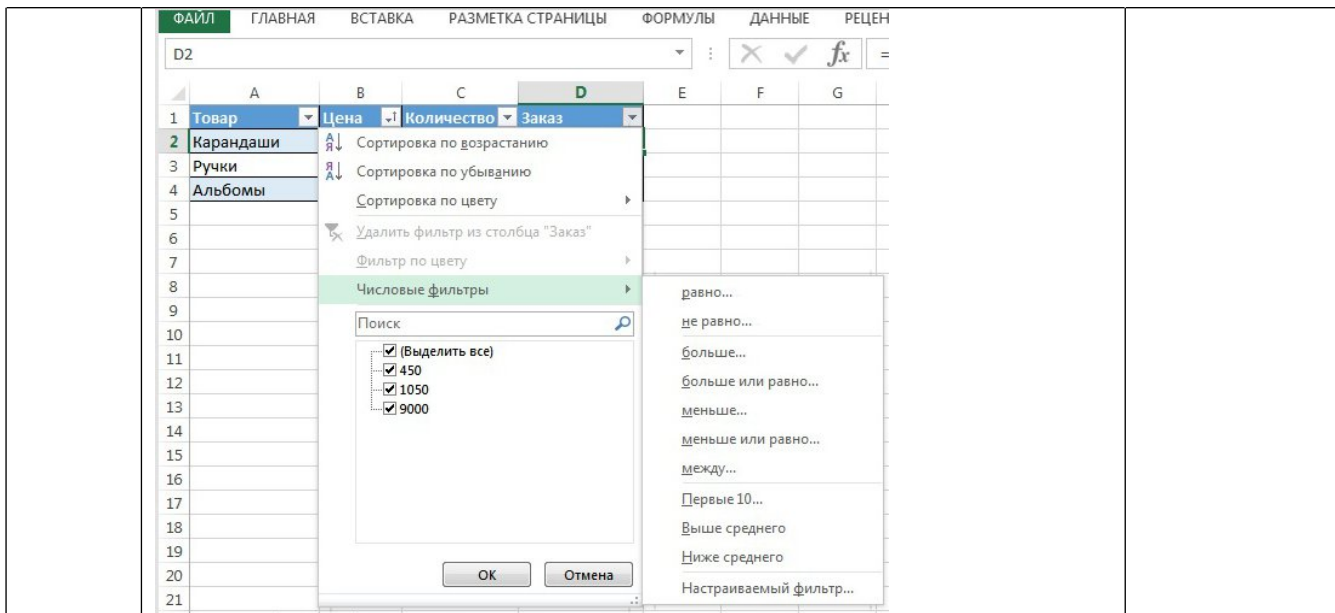 ФАЙЛ ГЛАВНАЯ ВСТАВКА РАЗМЕТКА СТРАНИЦЫ ФОРМУЛЫ ДАННЫЕ РЕЦЕН
D2 fx =
A B C D E F G
1 Товар Цена Количество Заказ
2 Карандаши
3 Ручки
4 Альбомы
5
6
7
8
9
10
11
12
13
14
15
16
17
18
19
20
21
Сортировка по возрастанию
Сортировка по убыванию
Сортировка по цвету
Удалить фильтр из столбца "Заказ"
Фильтр по цвету
Числовые фильтры
Поиск
(Выделить все)
450
1050
9000
ОК Отмена
равно...
не равно...
больше...
больше или равно...
меньше...
меньше или равно...
между...
Первые 10...
Выше среднего
Ниже среднего
Настраиваемый фильтр...